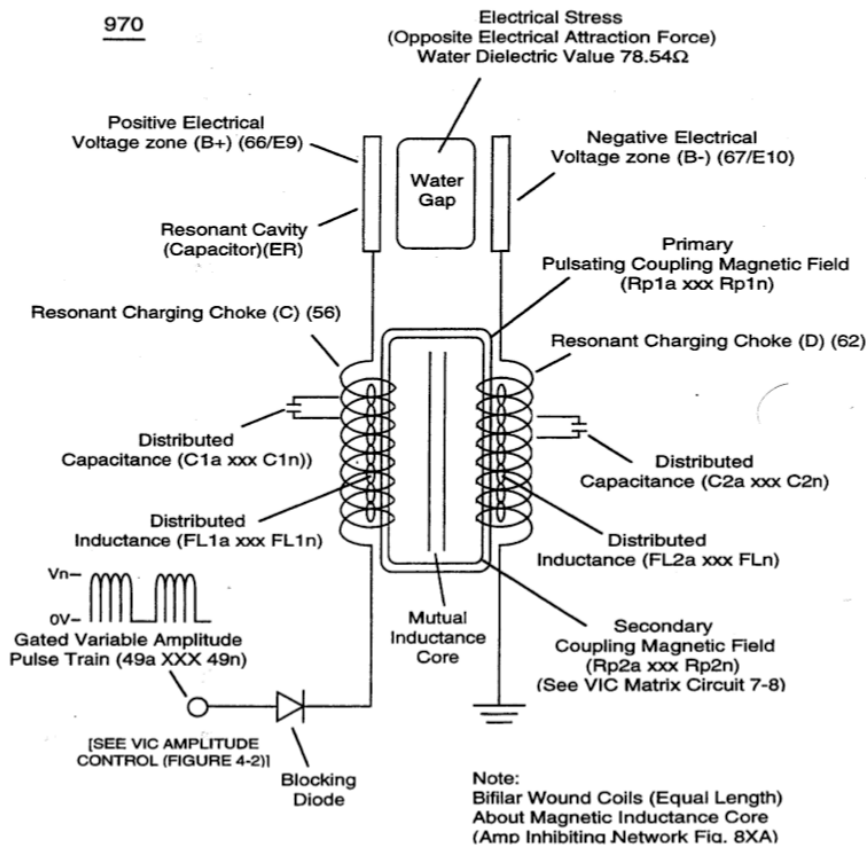 970
Electrical Stress
(Opposite Electrical Attraction Force)
Water Dielectric Value 78.54Ω
Positive Electrical
Voltage zone (B+) (66/E9)
Negative Electrical
Voltage zone (B-) (67/E10)
Water
Gap
Resonant Cavity
(Capacitor)(ER)
Primary
Pulsating Coupling Magnetic Field
(Rp1a xxx Rp1n)
Resonant Charging Choke (C) (56)
Resonant Charging Choke (D) (62)
Distributed
Capacitance (C1a xxx C1n))
Distributed
Capacitance (C2a xxx C2n)
Distributed
Inductance (FL1a xxx FL1n)
Distributed
Inductance (FL2a xxx FLn)
Vn
0V
Mutual
Inductance
Core
Gated Variable Amplitude
Pulse Train (49a XXX 49n)
Secondary
Coupling Magnetic Field
(Rp2a xxx Rp2n)
(See VIC Matrix Circuit 7-8)
[SEE VIC AMPLITUDE
CONTROL (FIGURE 4-2)]
Blocking
Diode
Note:
Bifilar Wound Coils (Equal Length)
About Magnetic Inductance Core
(Amp Inhibiting Network Fig. 8XA)